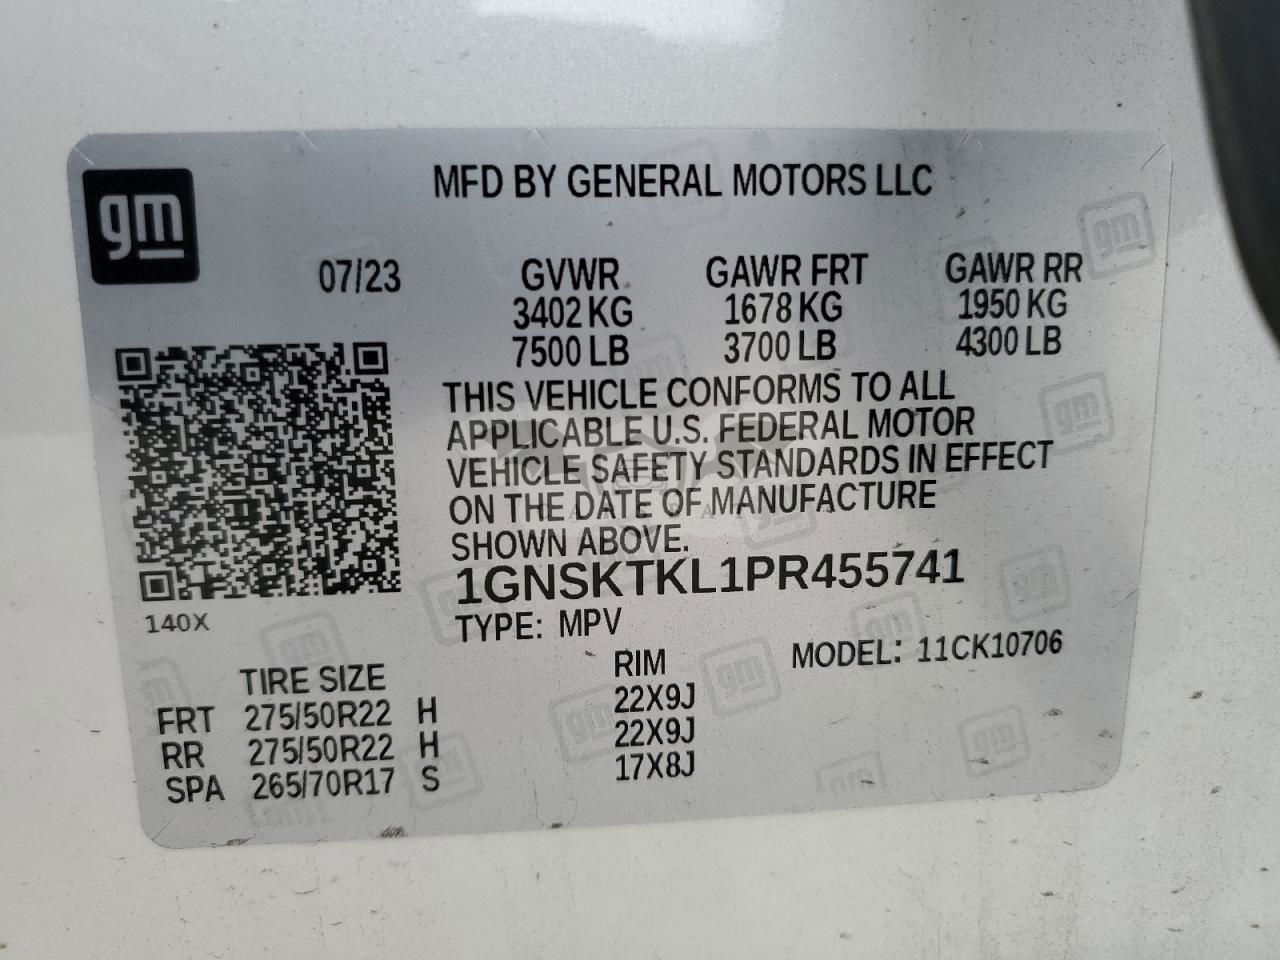 gm
MFD BY GENERAL MOTORS LLC
07/23 GVWR GAWR FRT GAWR RR
3402 KG 1678 KG 1950 KG
7500 LB 3700 LB 4300 LB
THIS VEHICLE CONFORMS TO ALL
APPLICABLE U.S. FEDERAL MOTOR
VEHICLE SAFETY STANDARDS IN EFFECT
ON THE DATE OF MANUFACTURE
SHOWN ABOVE.
1GNSKTKL1PR455741
140X
TYPE: MPV
MODEL: 11CK10706
TIRE SIZE RIM
FRT 275/50R22 H 22X9J
RR 275/50R22 H 22X9J
SPA 265/70R17 S 17X8J